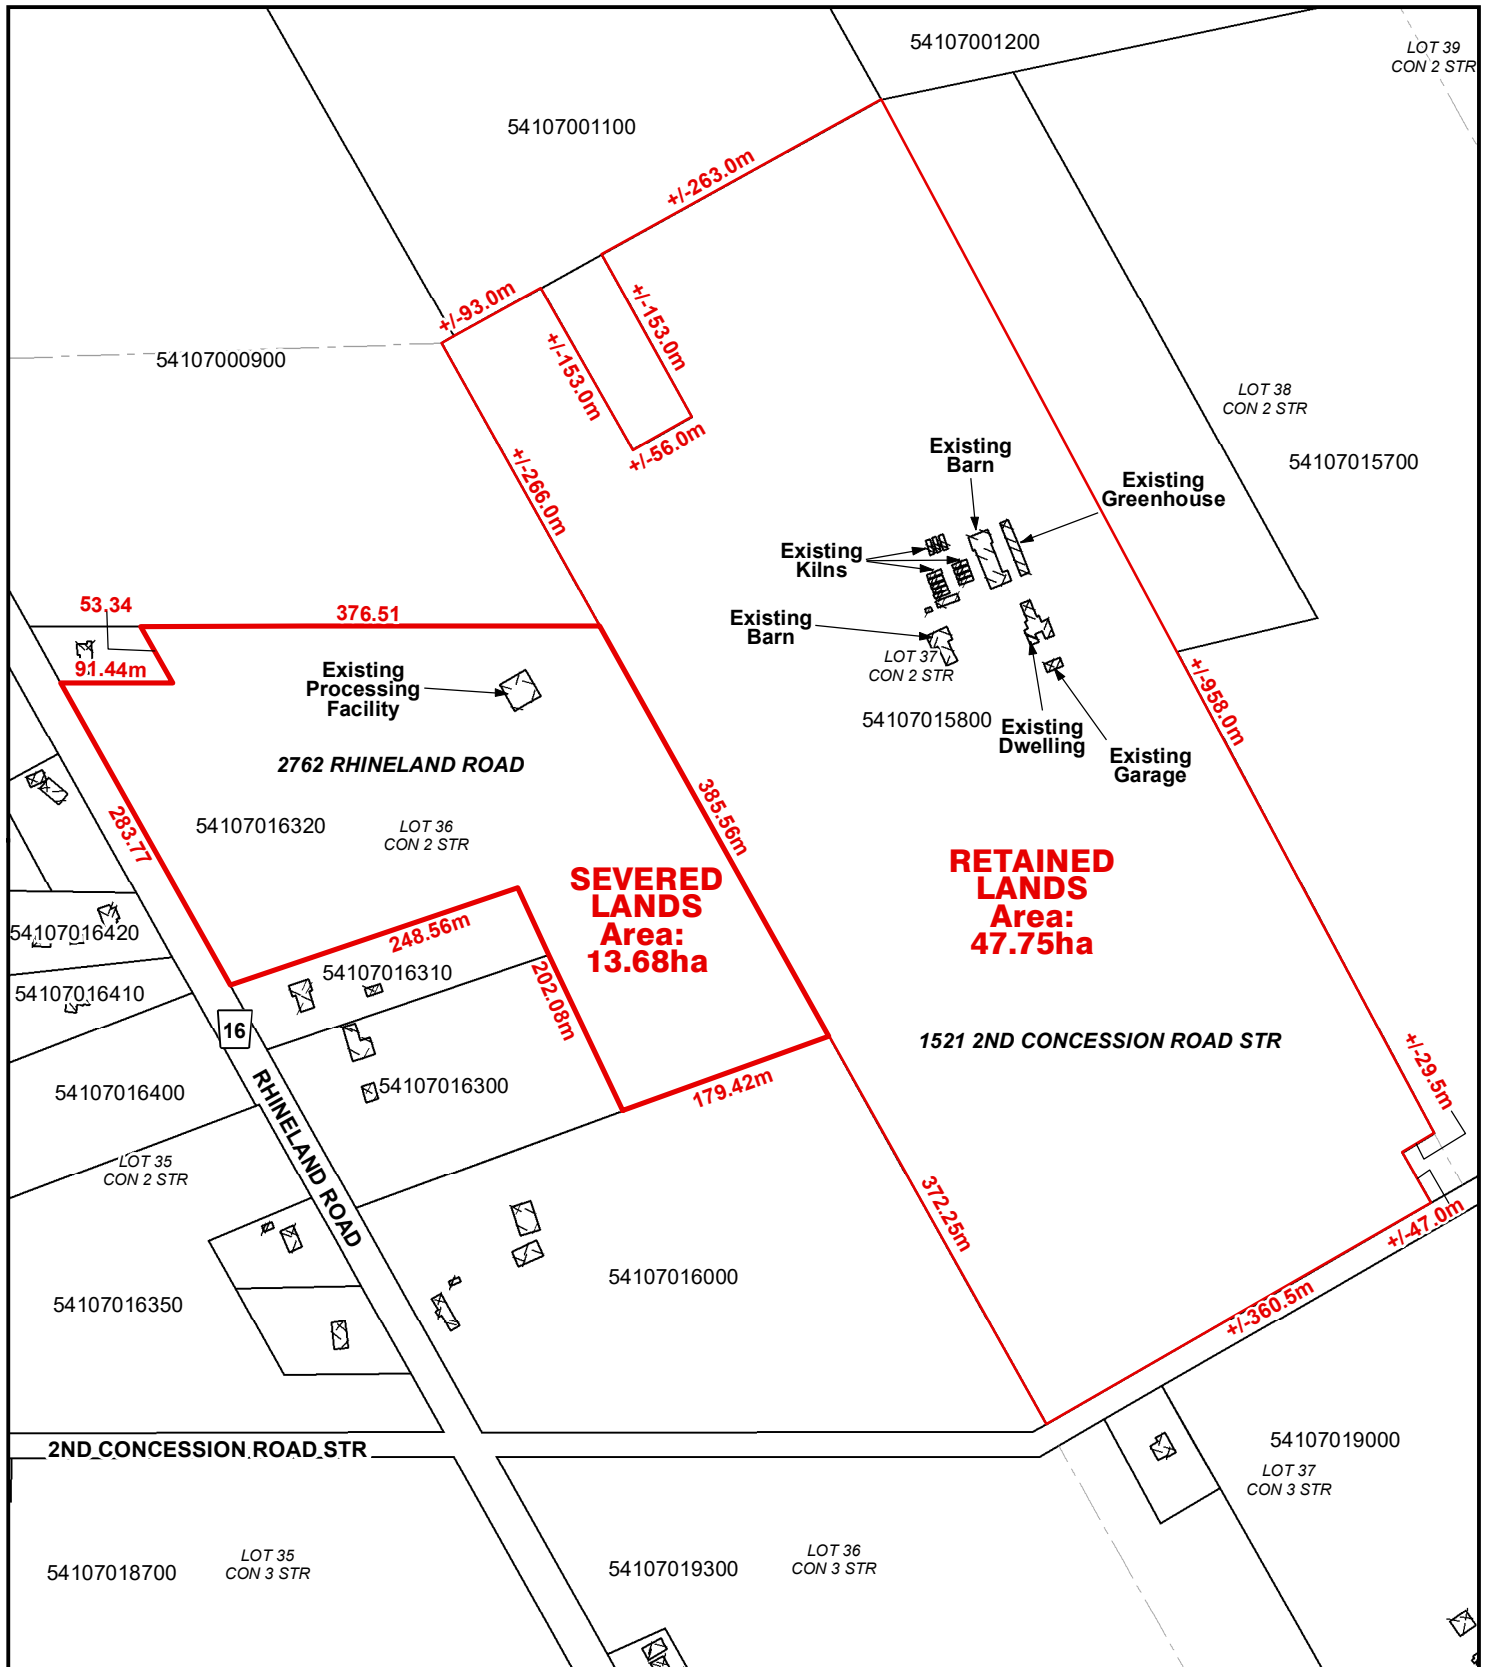 54107001200
LOT 39
CON 2 STR
54107001100
+/-263.0m
+/-93.0m
+/-153.0m
+/-153.0m
+/-56.0m
54107000900
LOT 38
CON 2 STR
54107015700
+/-266.0m
Existing
Barn
Existing
Greenhouse
Existing
Kilns
Existing
Barn
LOT 37
CON 2 STR
54107015800
Existing
Dwelling
Existing
Garage
+/-958.0m
53.34
376.51
91.44m
Existing
Processing
Facility
2762 RHINELAND ROAD
283.77
54107016320
LOT 36
CON 2 STR
385.56m
SEVERED
LANDS
Area:
13.68ha
RETAINED
LANDS
Area:
47.75ha
54107016420
248.56m
54107016310
202.08m
54107016410
16
1521 2ND CONCESSION ROAD STR
+/-29.5m
54107016400
54107016300
179.42m
RHINELAND ROAD
LOT 35
CON 2 STR
372.25m
+/-47.0m
54107016350
54107016000
+/-360.5m
2ND CONCESSION ROAD STR
54107019000
LOT 37
CON 3 STR
54107018700
LOT 35
CON 3 STR
54107019300
LOT 36
CON 3 STR